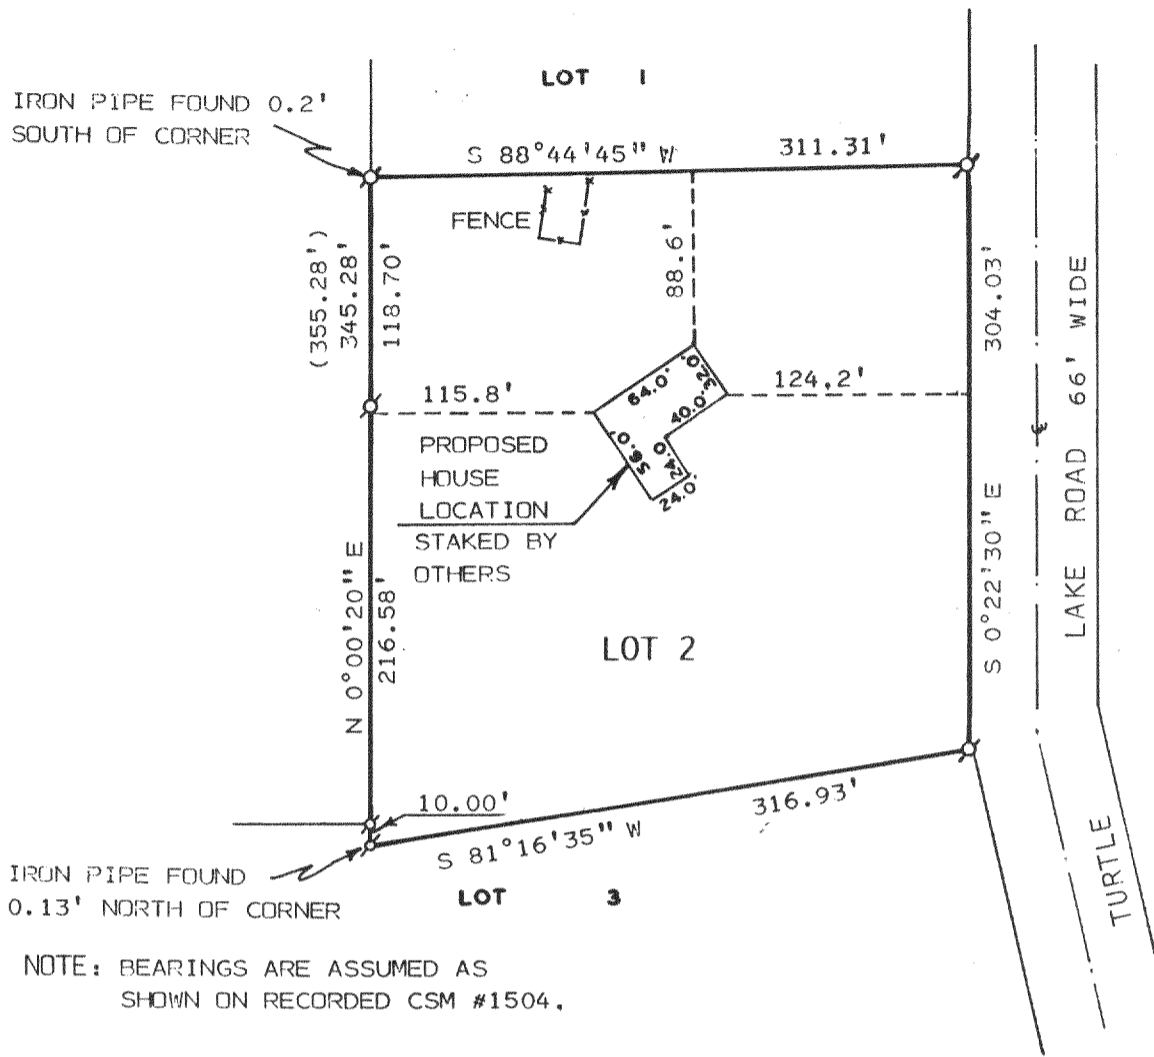 LOT 1
IRON PIPE FOUND 0.2'
SOUTH OF CORNER
S 88°44'45" W
311.31'
FENCE
88.6'
(355.28')
345.28'
118.70'
304.03'
LAKE ROAD 66' WIDE
115.8'
64.0'
32.0'
40.0'
124.2'
56.0'
24.0
24.0'
PROPOSED
HOUSE
LOCATION
STAKED BY
OTHERS
N 0°00'20" E
216.58'
S 0°22'30" E
LOT 2
10.00'
S 81°16'35" W
316.93'
TURTLE
IRON PIPE FOUND
0.13' NORTH OF CORNER
LOT 3
NOTE: BEARINGS ARE ASSUMED AS
SHOWN ON RECORDED CSM #1504.